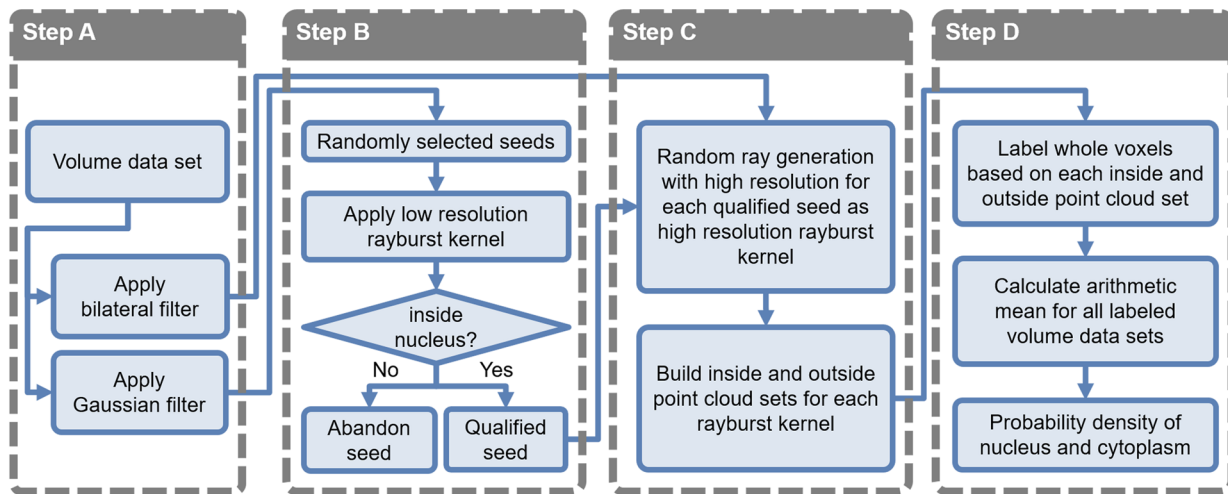 Step A
Volume data set
Apply
bilateral filter
Apply
Gaussian filter
Step B
Randomly selected seeds
Apply low resolution
rayburst kernel
inside
nucleus?
No
Yes
Abandon
seed
Qualified
seed
Step C
Random ray generation
with high resolution for
each qualified seed as
high resolution rayburst
kernel
Build inside and outside
point cloud sets for each
rayburst kernel
Step D
Label whole voxels
based on each inside and
outside point cloud set
Calculate arithmetic
mean for all labeled
volume data sets
Probability density of
nucleus and cytoplasm